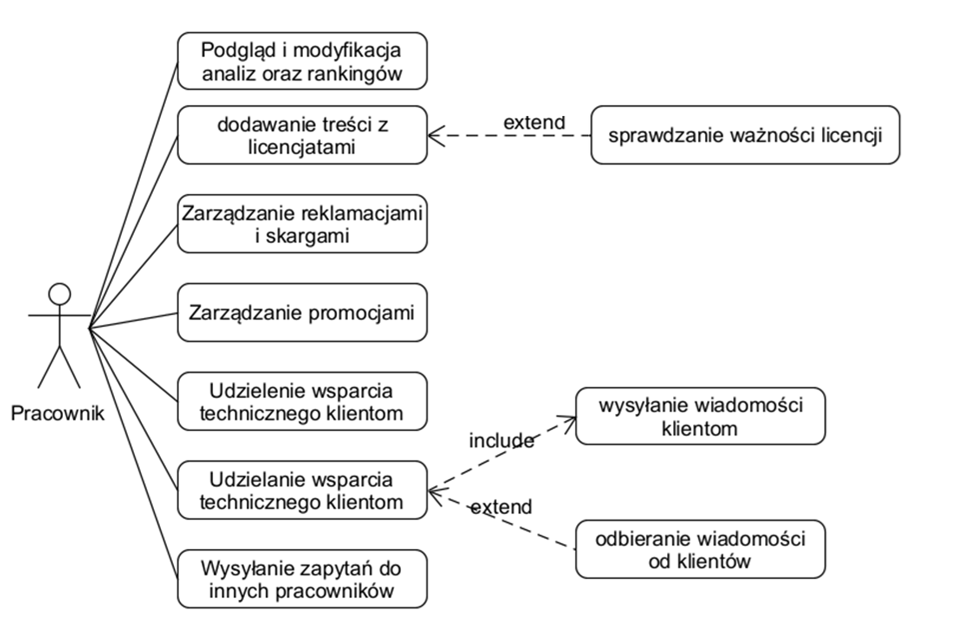 Podgląd i modyfikacja
analiz oraz rankingów
dodawanie treści z
licencjatami
extend
sprawdzanie ważności licencji
Zarządzanie reklamacjami
i skargami
Zarządzanie promocjami
Pracownik
Udzielenie wsparcia
technicznego klientom
wysyłanie wiadomości
klientom
include
Udzielanie wsparcia
technicznego klientom
extend
odbieranie wiadomości
od klientów
Wysyłanie zapytań do
innych pracowników